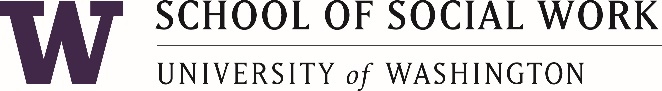 W
SCHOOL OF SOCIAL WORK
UNIVERSITY of WASHINGTON